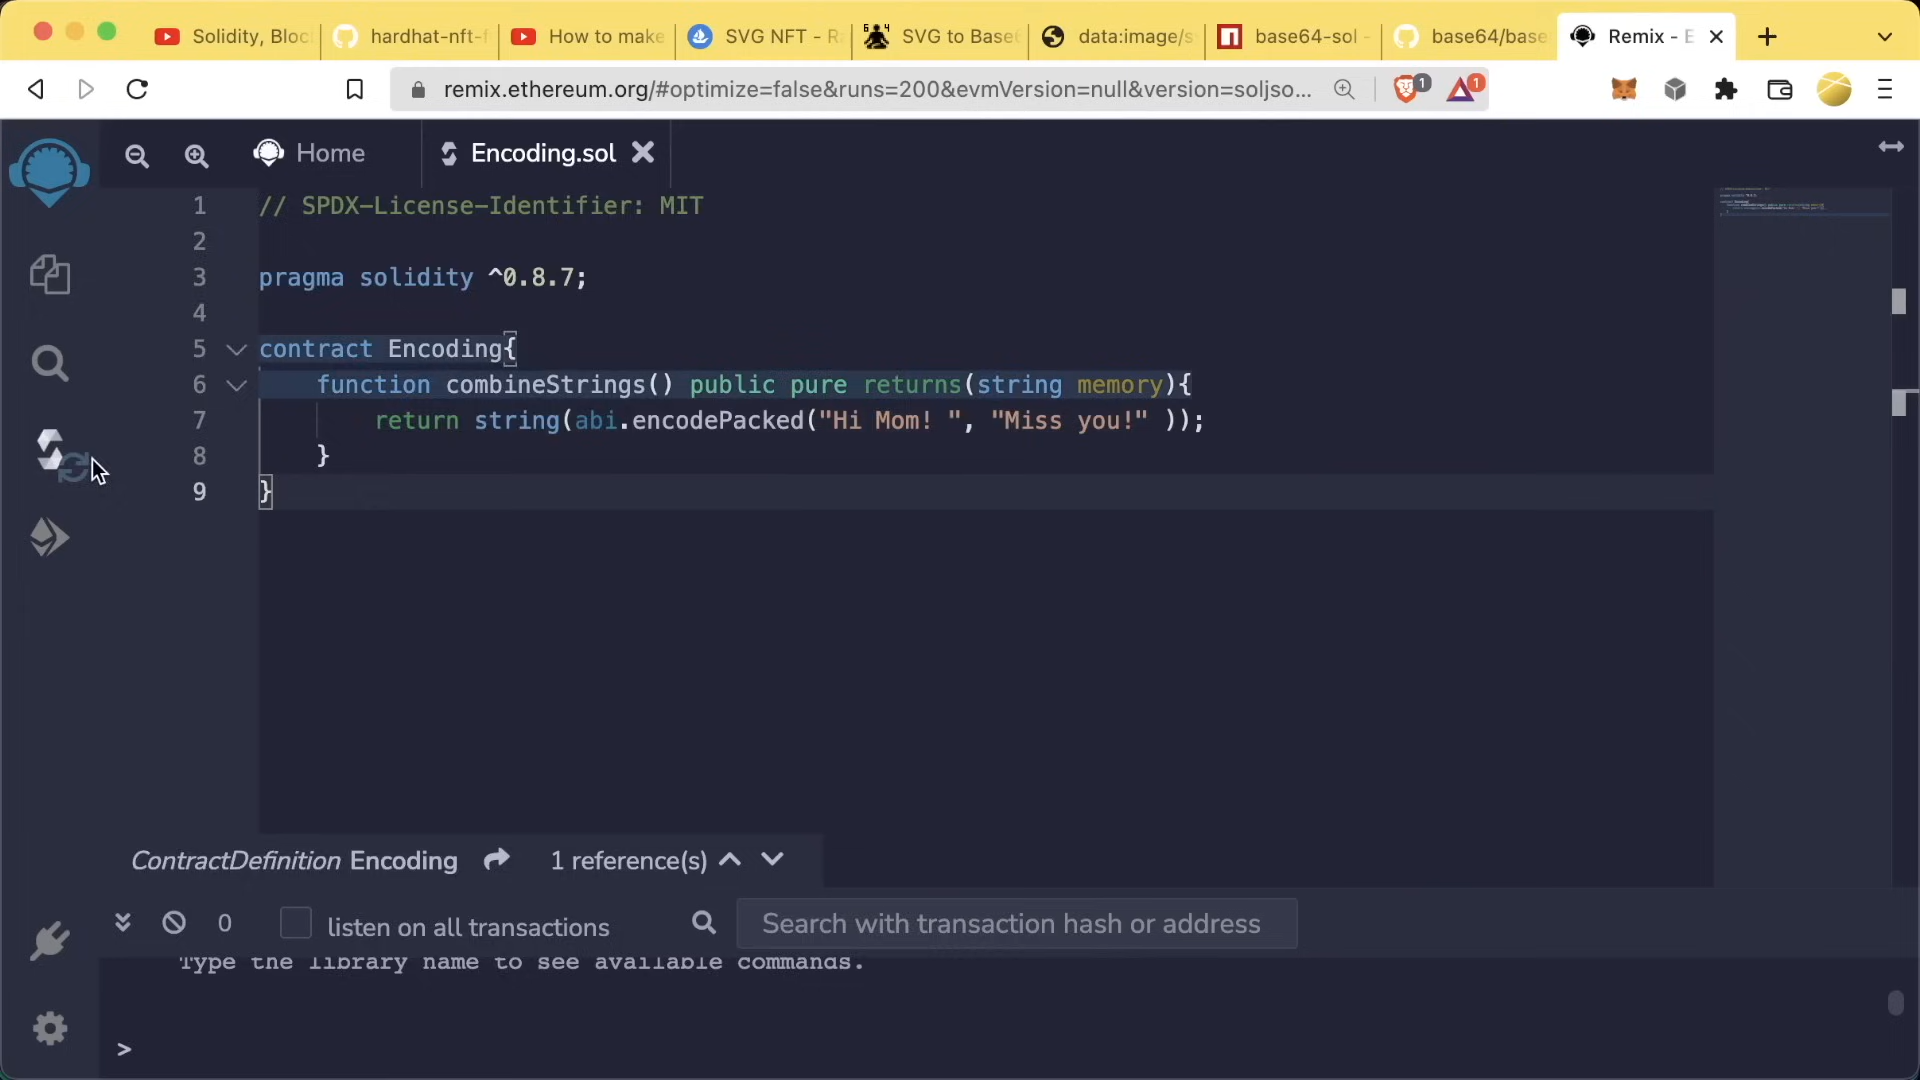 Solidity, Bloc
hardhat-nft-f
How to make
SVG NFT - R
SVG to Base
data:image/s
base64-sol -
base64/base
Remix - E
remix.ethereum.org/#optimize=false&runs=200&evmVersion=null&version=soljso...
1
1
Home
Encoding.sol
1 // SPDX-License-Identifier: MIT
2
3 pragma solidity ^0.8.7;
4
5 contract Encoding{
6 function combineStrings() public pure returns(string memory){
7 return string(abi.encodePacked("Hi Mom! ", "Miss you!" ));
8 }
9 }
ContractDefinition Encoding 1 reference(s)
0 listen on all transactions Search with transaction hash or address
Type the library name to see available commands.
>